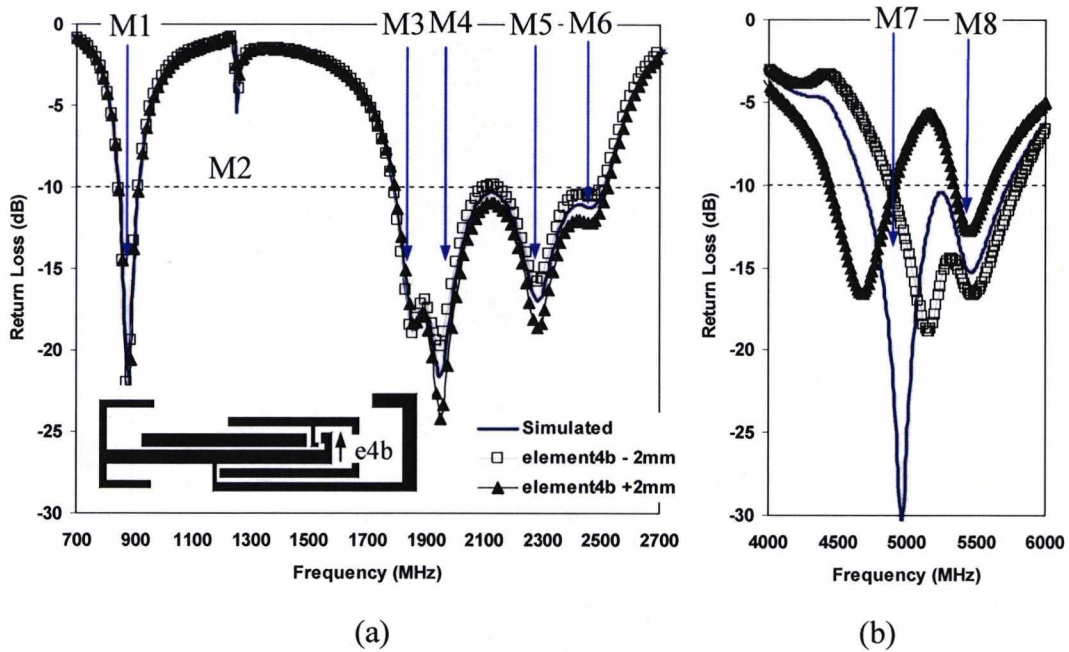 M1 M3 M4 M5 M6
M2
Return Loss (dB)
0
-5
-10
-15
-20
-25
-30
700 900 1100 1300 1500 1700 1900 2100 2300 2500 2700
Frequency (MHz)
e4b
Simulated
element4b - 2mm
element4b +2mm
(a)
M7 M8
Return Loss (dB)
0
-5
-10
-15
-20
-25
-30
4000 4500 5000 5500 6000
Frequency (MHz)
(b)